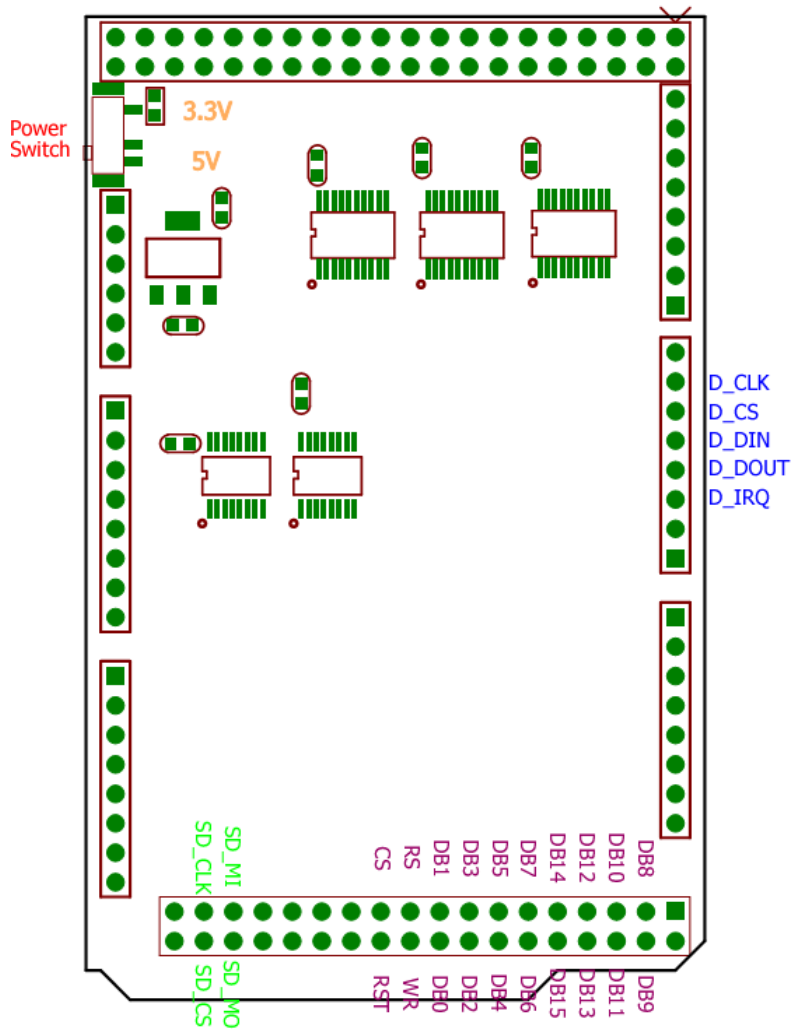 3.3V
Power
Switch
5V
D_CLK
D_CS
D_DIN
D_DOUT
D_IRQ
SD_CLK
SD_MI
CS
RS
DB1
DB3
DB5
DB7
DB14
DB12
DB10
DB8
SD_CS
SD_MO
RST
WR
DB0
DB2
DB4
DB6
DB15
DB13
DB11
DB9